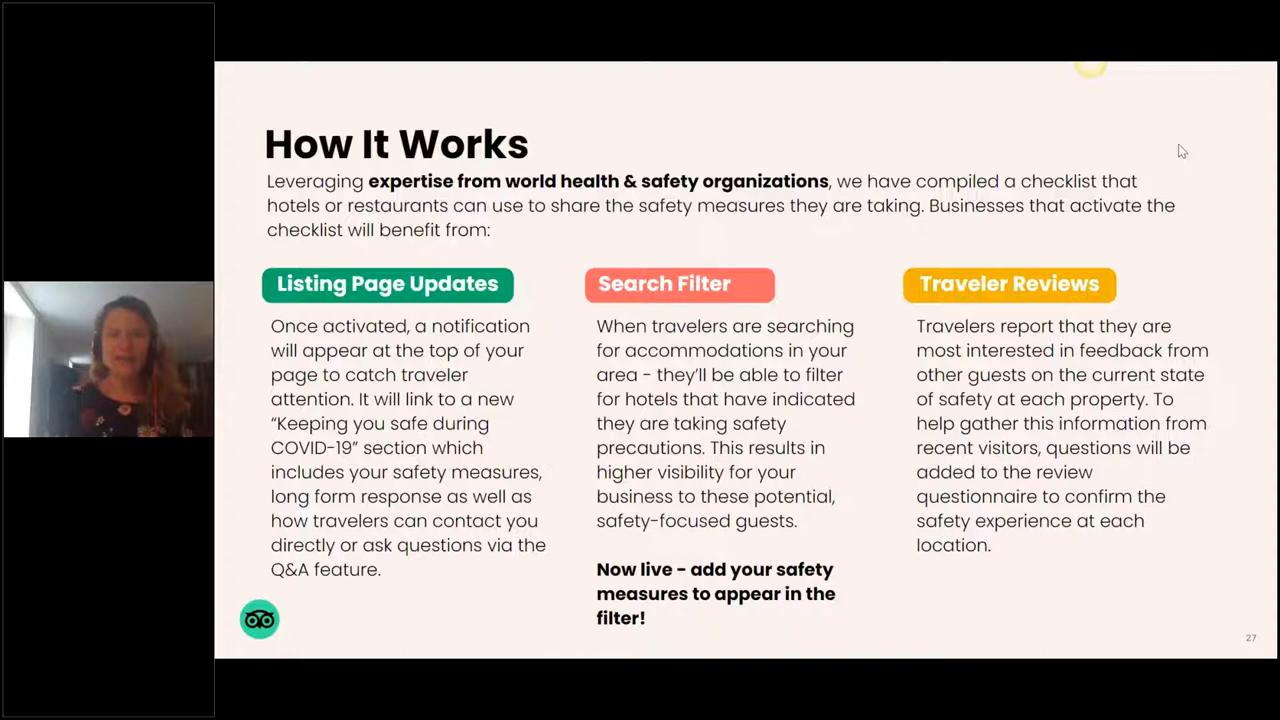 How It Works
Leveraging expertise from world health & safety organizations, we have compiled a checklist that
hotels or restaurants can use to share the safety measures they are taking. Businesses that activate the
checklist will benefit from:
Listing Page Updates
Once activated, a notification
will appear at the top of your
page to catch traveler
attention. It will link to a new
“Keeping you safe during
COVID-19” section which
includes your safety measures,
long form response as well as
how travelers can contact you
directly or ask questions via the
Q&A feature.
Search Filter
When travelers are searching
for accommodations in your
area - they’ll be able to filter
for hotels that have indicated
they are taking safety
precautions. This results in
higher visibility for your
business to these potential,
safety-focused guests.
Now live - add your safety
measures to appear in the
filter!
Traveler Reviews
Travelers report that they are
most interested in feedback from
other guests on the current state
of safety at each property. To
help gather this information from
recent visitors, questions will be
added to the review
questionnaire to confirm the
safety experience at each
location.
27